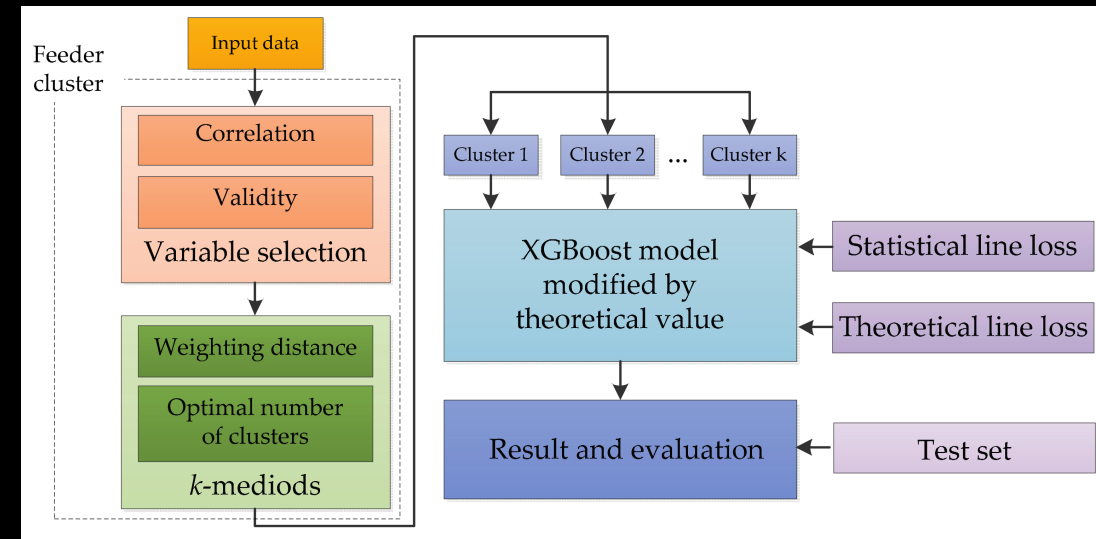 Feeder
cluster
Input data
Correlation
Validity
Variable selection
Weighting distance
Optimal number
of clusters
k-mediods
Cluster 1
Cluster 2
...
Cluster k
XGBoost model
modified by
theoretical value
Statistical line loss
Theoretical line loss
Result and evaluation
Test set